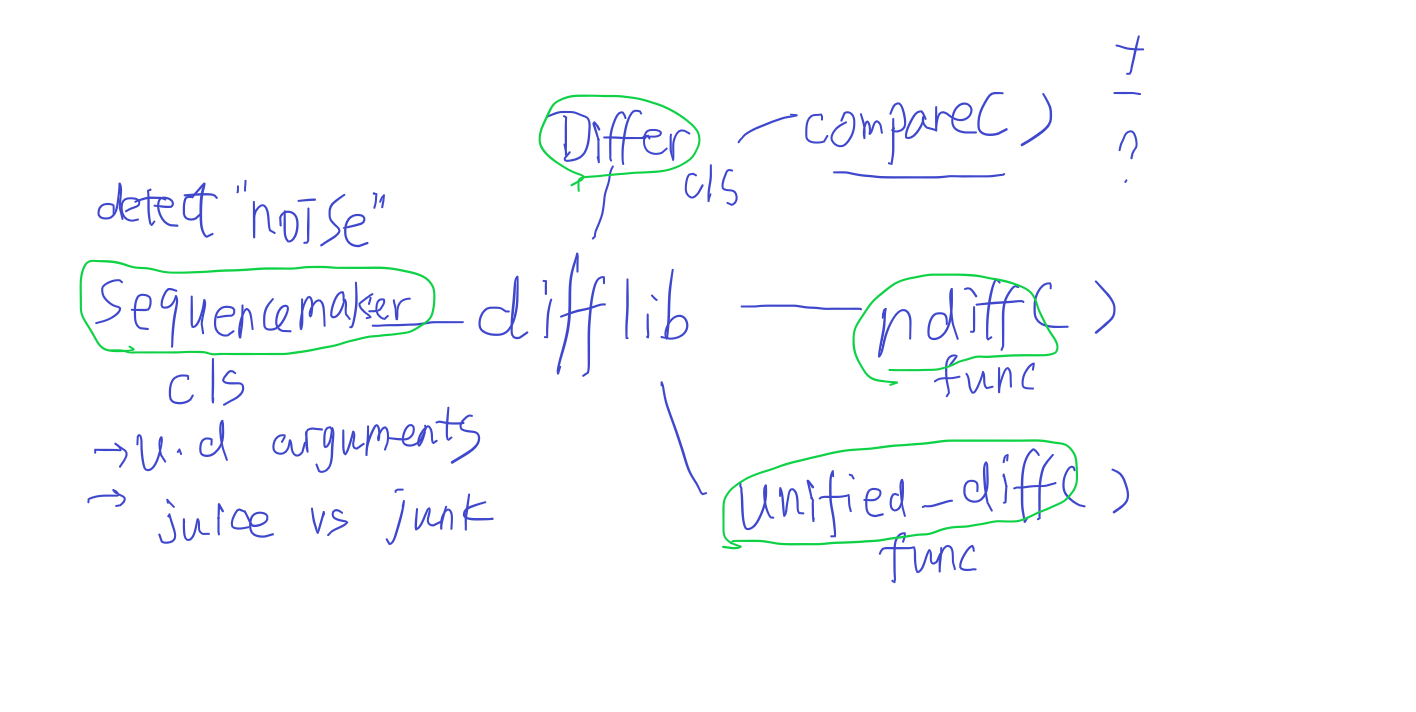 +
-
?
Differ
cls
compare()
detect "noise"
Sequencemaker
cls
→ u.d arguments
→ juice vs junk
difflib
ndiff()
func
unified_diff()
func